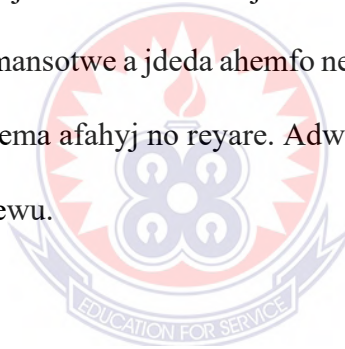 mansotwe a jdeda ahemfo ne
ema afahyj no reyare. Adw
ewu.
EDUCATION FOR SERVICE